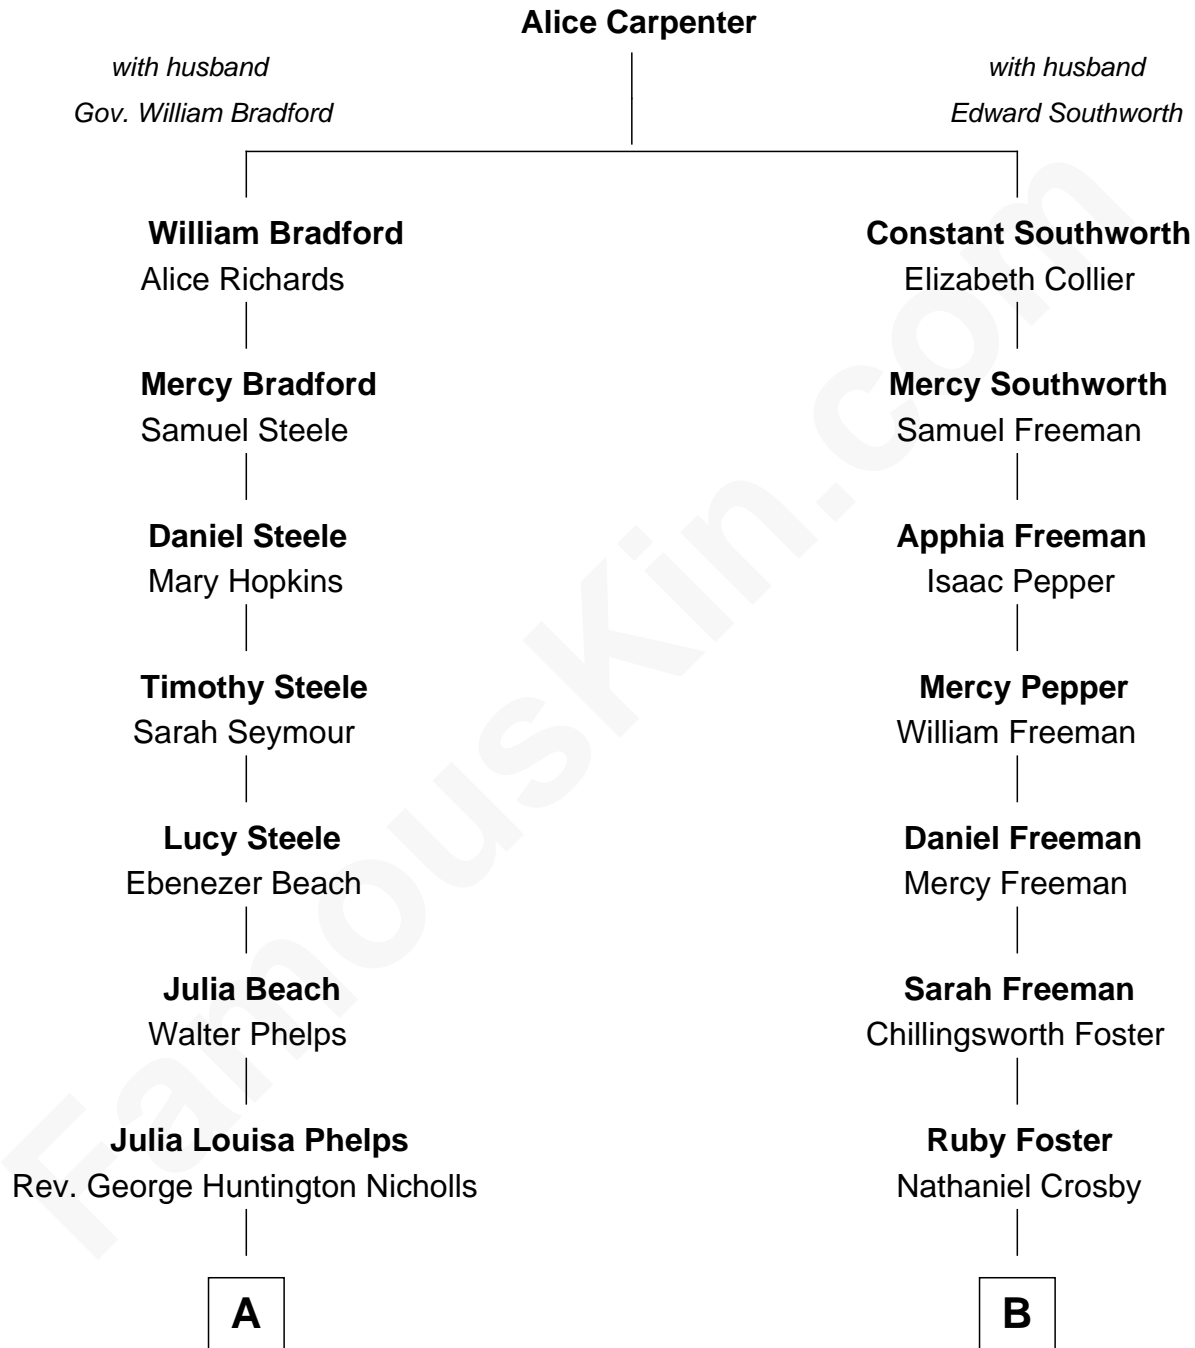 Alice Carpenter
with husband
Gov. William Bradford
with husband
Edward Southworth
William Bradford
Alice Richards
Constant Southworth
Elizabeth Collier
Mercy Bradford
Samuel Steele
Mercy Southworth
Samuel Freeman
Daniel Steele
Mary Hopkins
Apphia Freeman
Isaac Pepper
Timothy Steele
Sarah Seymour
Mercy Pepper
William Freeman
Lucy Steele
Ebenezer Beach
Daniel Freeman
Mercy Freeman
Julia Beach
Walter Phelps
Sarah Freeman
Chillingsworth Foster
Julia Louisa Phelps
Rev. George Huntington Nicholls
Ruby Foster
Nathaniel Crosby
A
B
FamousKin.com